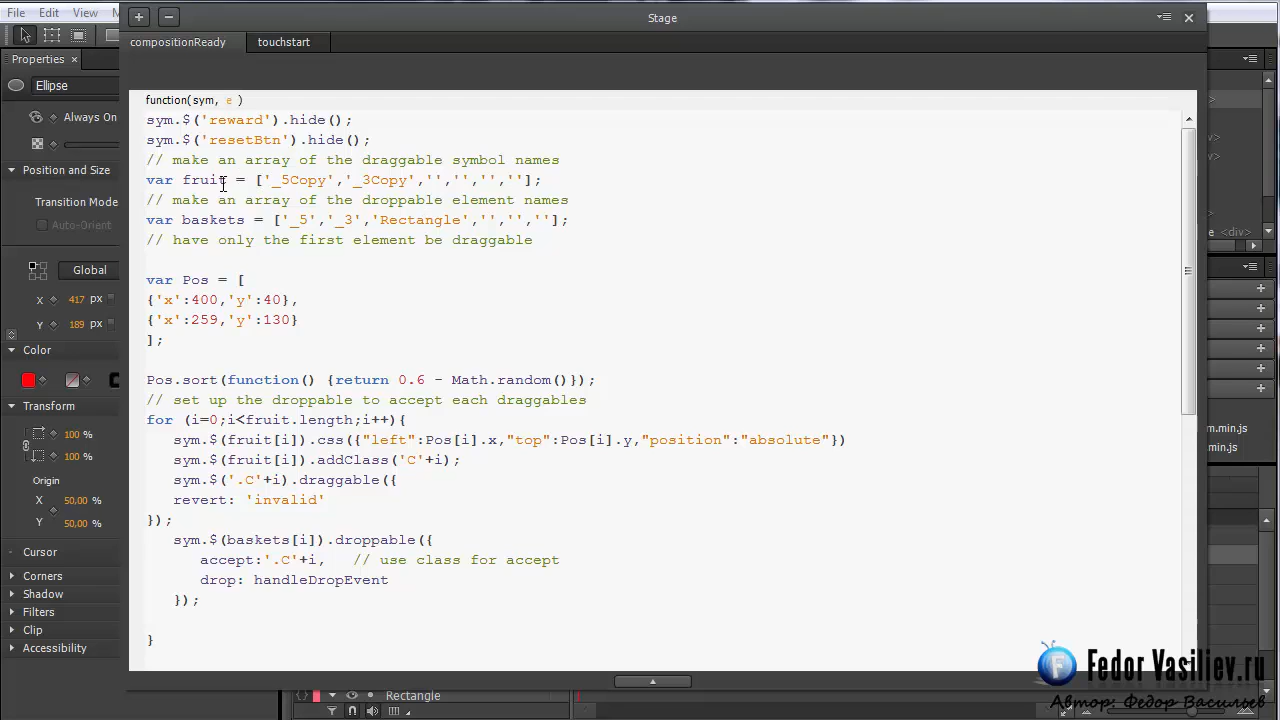 File Edit View
Stage
compositionReady touchstart
Properties
Ellipse
Always On
Position and Size
Transition Mode
Auto-Orient
Global
X 417 px
Y 189 px
Color
Transform
100 %
100 %
Origin
X 50,00 %
Y 50,00 %
Cursor
Corners
Shadow
Filters
Clip
Accessibility
function(sym, e )
sym.$('reward').hide();
sym.$('resetBtn').hide();
// make an array of the draggable symbol names
var fruit = ['_5Copy','_3Copy','','','',''];
// make an array of the droppable element names
var baskets = ['_5','_3','Rectangle','','',''];
// have only the first element be draggable
var Pos = [
{'x':400,'y':40},
{'x':259,'y':130}
];
Pos.sort(function() {return 0.6 - Math.random()});
// set up the droppable to accept each draggables
for (i=0;i<fruit.length;i++){
sym.$(fruit[i]).css({"left":Pos[i].x,"top":Pos[i].y,"position":"absolute"})
sym.$(fruit[i]).addClass('C'+i);
sym.$('.C'+i).draggable({
revert: 'invalid'
});
sym.$(baskets[i]).droppable({
accept:'.C'+i, // use class for accept
drop: handleDropEvent
});
}
<div>
m.min.js
.min.js
Rectangle
Fedor Vasiliev.ru
Автор: Федор Васильев